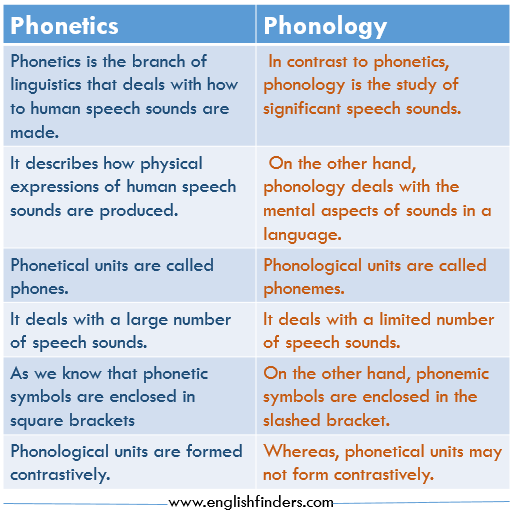 Phonetics
Phonology
Phonetics is the branch of
linguistics that deals with how
to human speech sounds are
made.
In contrast to phonetics,
phonology is the study of
significant speech sounds.
It describes how physical
expressions of human speech
sounds are produced.
On the other hand,
phonology deals with the
mental aspects of sounds in a
language.
Phonetical units are called
phones.
Phonological units are called
phonemes.
It deals with a large number
of speech sounds.
It deals with a limited number
of speech sounds.
As we know that phonetic
symbols are enclosed in
square brackets
On the other hand, phonemic
symbols are enclosed in the
slashed bracket.
Phonological units are formed
contrastively.
Whereas, phonetical units may
not form contrastively.
www.englishfinders.com